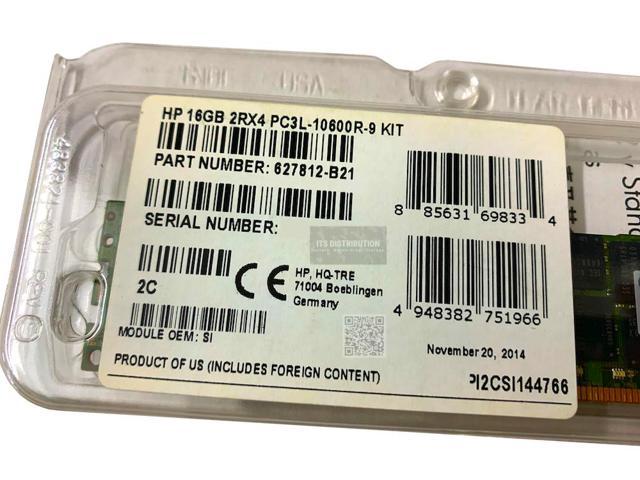 USA
HP 16GB 2RX4 PC3L-10600R-9 KIT
PART NUMBER: 627812-B21
8 85631 69833 4
SERIAL NUMBER:
ITS DISTRIBUTION
2C
CE
HP, HQ-TRE
71004 Boeblingen
Germany
4 948382 751966
MODULE OEM: SI
November 20, 2014
PRODUCT OF US (INCLUDES FOREIGN CONTENT)
PI2CSI144766